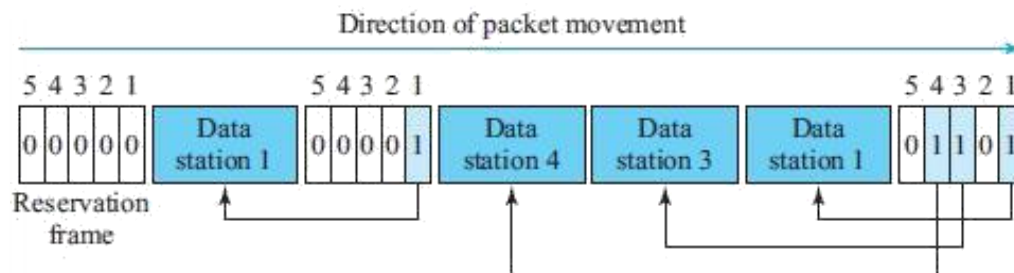 Direction of packet movement
5 4 3 2 1
5 4 3 2 1
5 4 3 2 1
0 0 0 0 0
Data
station 1
0 0 0 0 1
Data
station 4
Data
station 3
Data
station 1
0 1 1 0 1
Reservation
frame